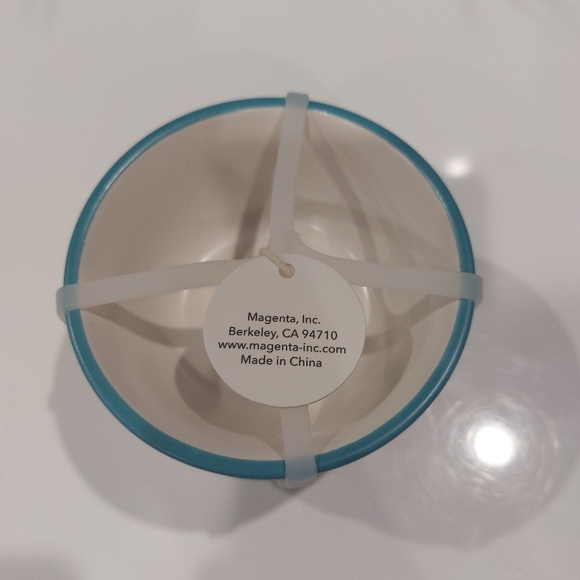 Magenta, Inc.
Berkeley, CA 94710
www.magenta-inc.com
Made in China